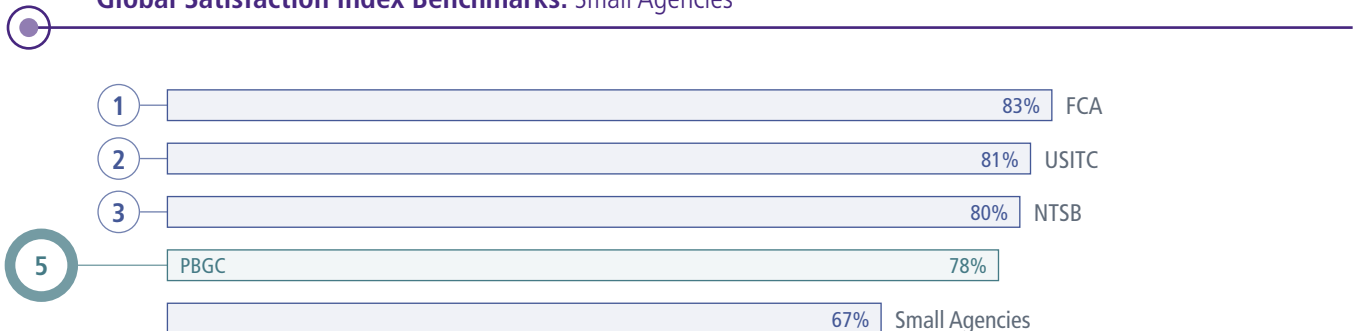 Global Satisfaction Index Benchmarks: Small Agencies
1 83% FCA
2 81% USITC
3 80% NTSB
5 PBGC 78%
67% Small Agencies